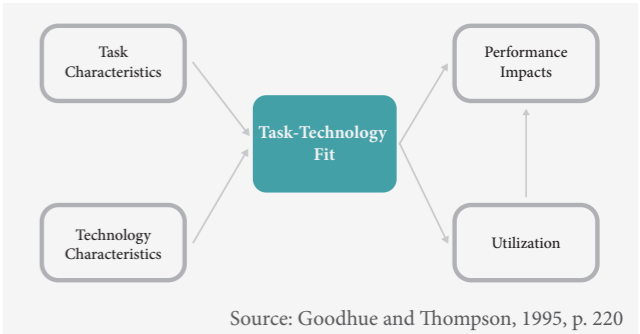 Task
Characteristics
Performance
Impacts
Task-Technology
Fit
Technology
Characteristics
Utilization
Source: Goodhue and Thompson, 1995, p. 220